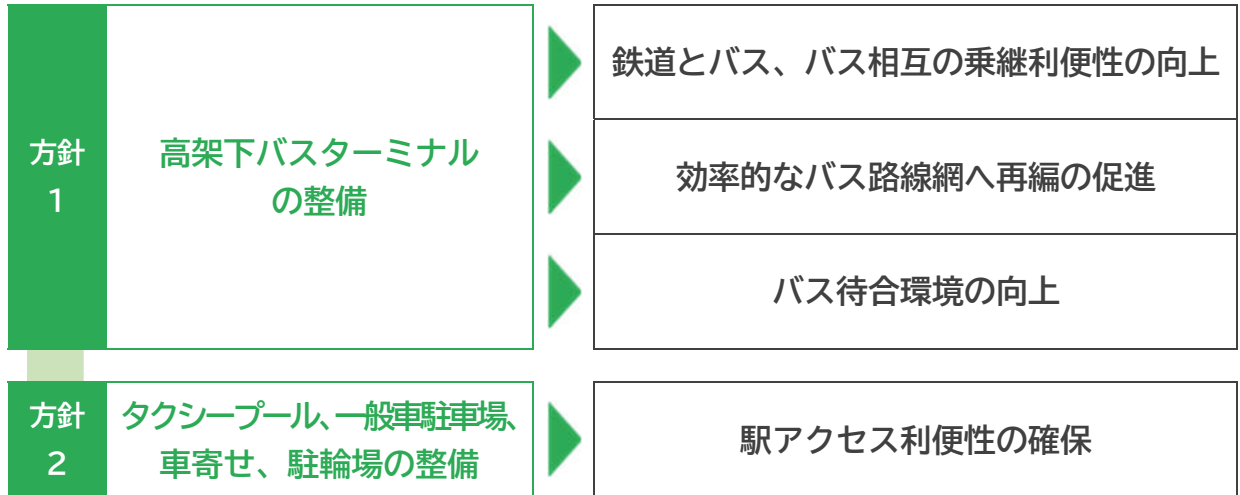 方針
1
高架下バスターミナル
の整備
鉄道とバス、バス相互の乗継利便性の向上
効率的なバス路線網へ再編の促進
バス待合環境の向上
方針
2
タクシープール、一般車駐車場、
車寄せ、駐輪場の整備
駅アクセス利便性の確保